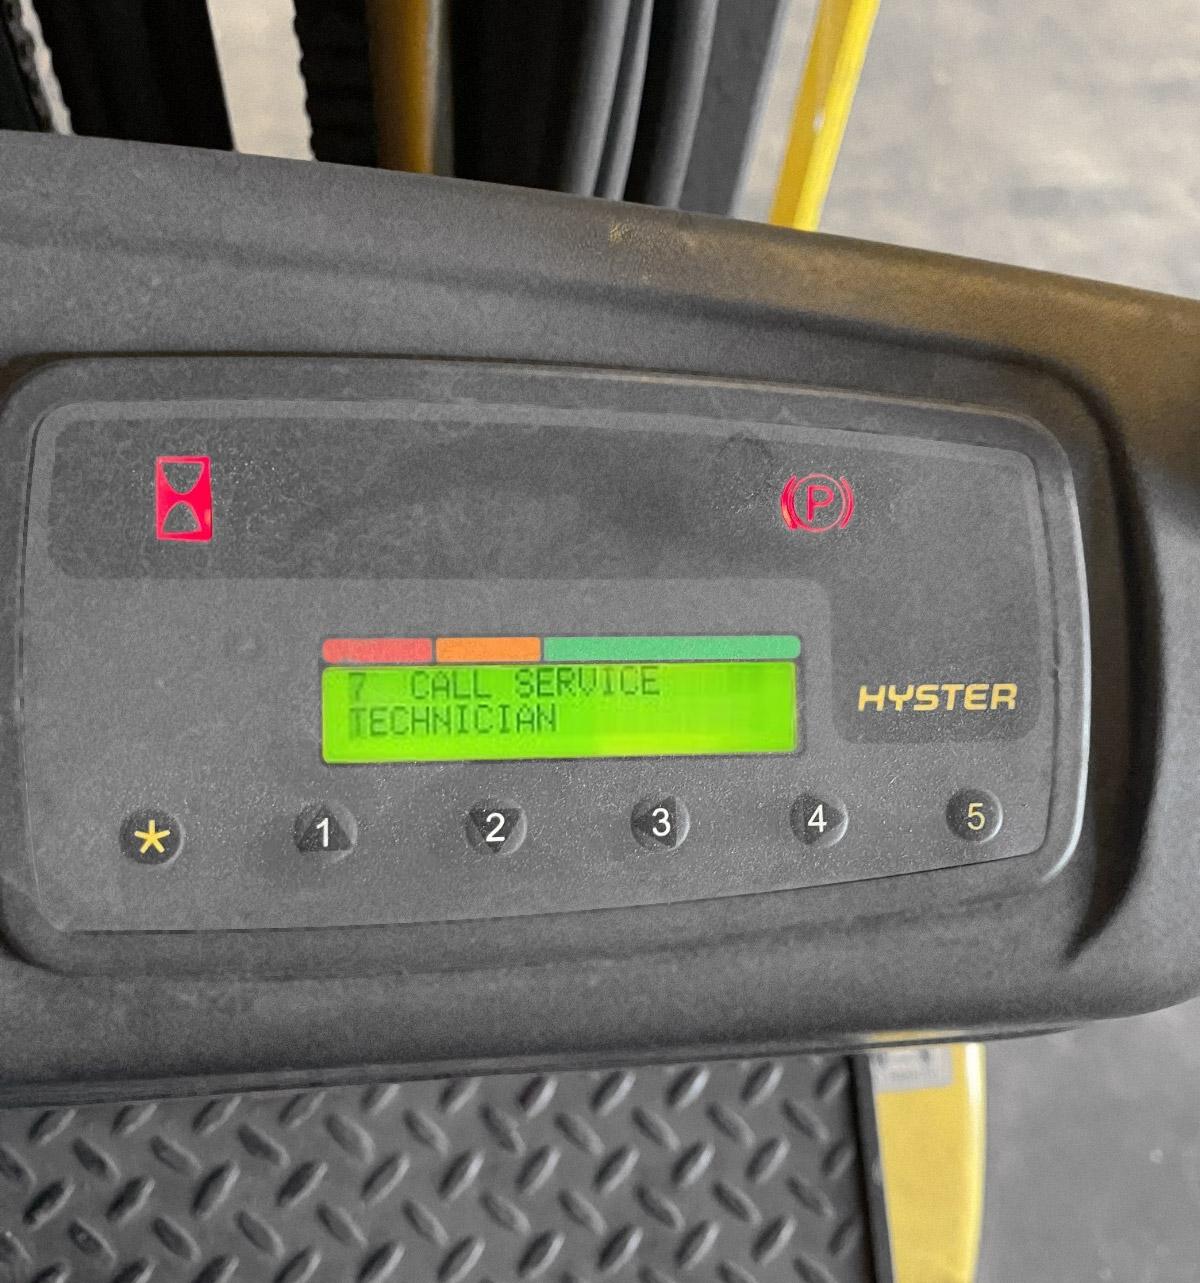 P
7 CALL SERVICE
TECHNICIAN
HYSTER
* 1 2 3 4 5